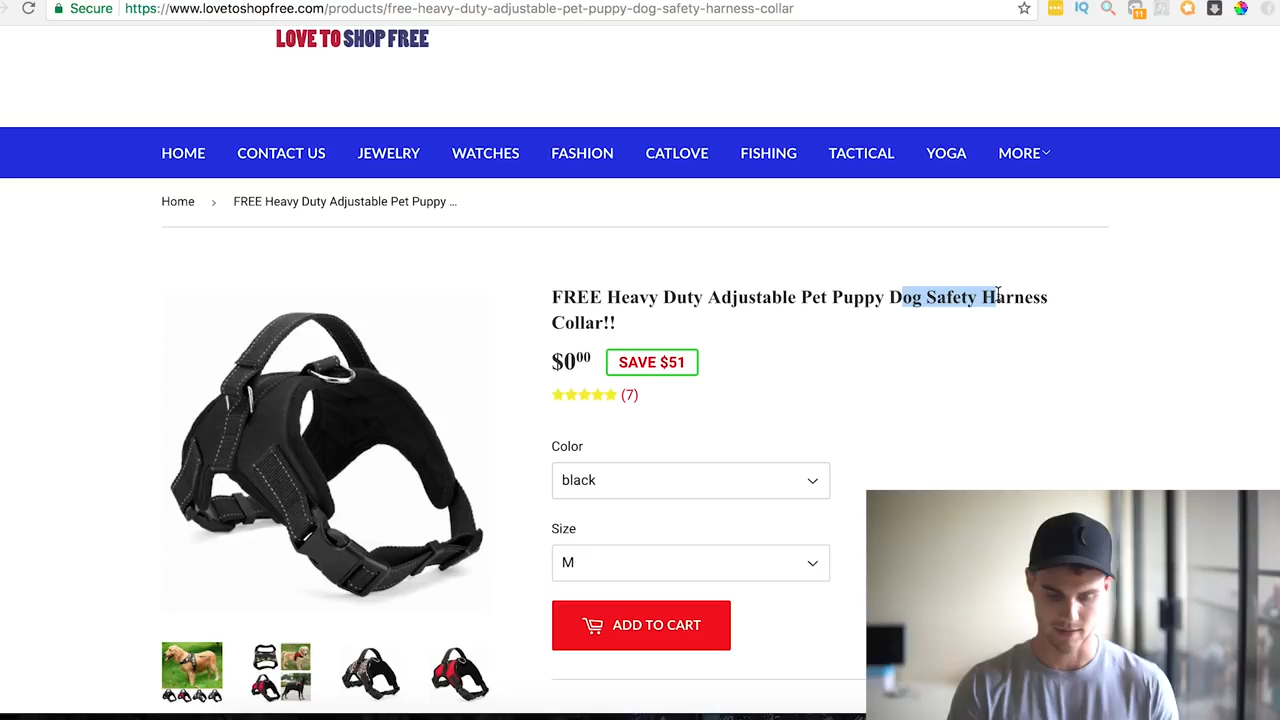 Secure
https://www.lovetoshopfree.com/products/free-heavy-duty-adjustable-pet-puppy-dog-safety-harness-collar
IQ
11
LOVE TO SHOP FREE
HOME CONTACT US JEWELRY WATCHES FASHION CATLOVE FISHING TACTICAL YOGA MORE
Home › FREE Heavy Duty Adjustable Pet Puppy ...
FREE Heavy Duty Adjustable Pet Puppy Dog Safety Harness
Collar!!
$0⁰⁰ SAVE $51
(7)
Color
black
Size
M
ADD TO CART